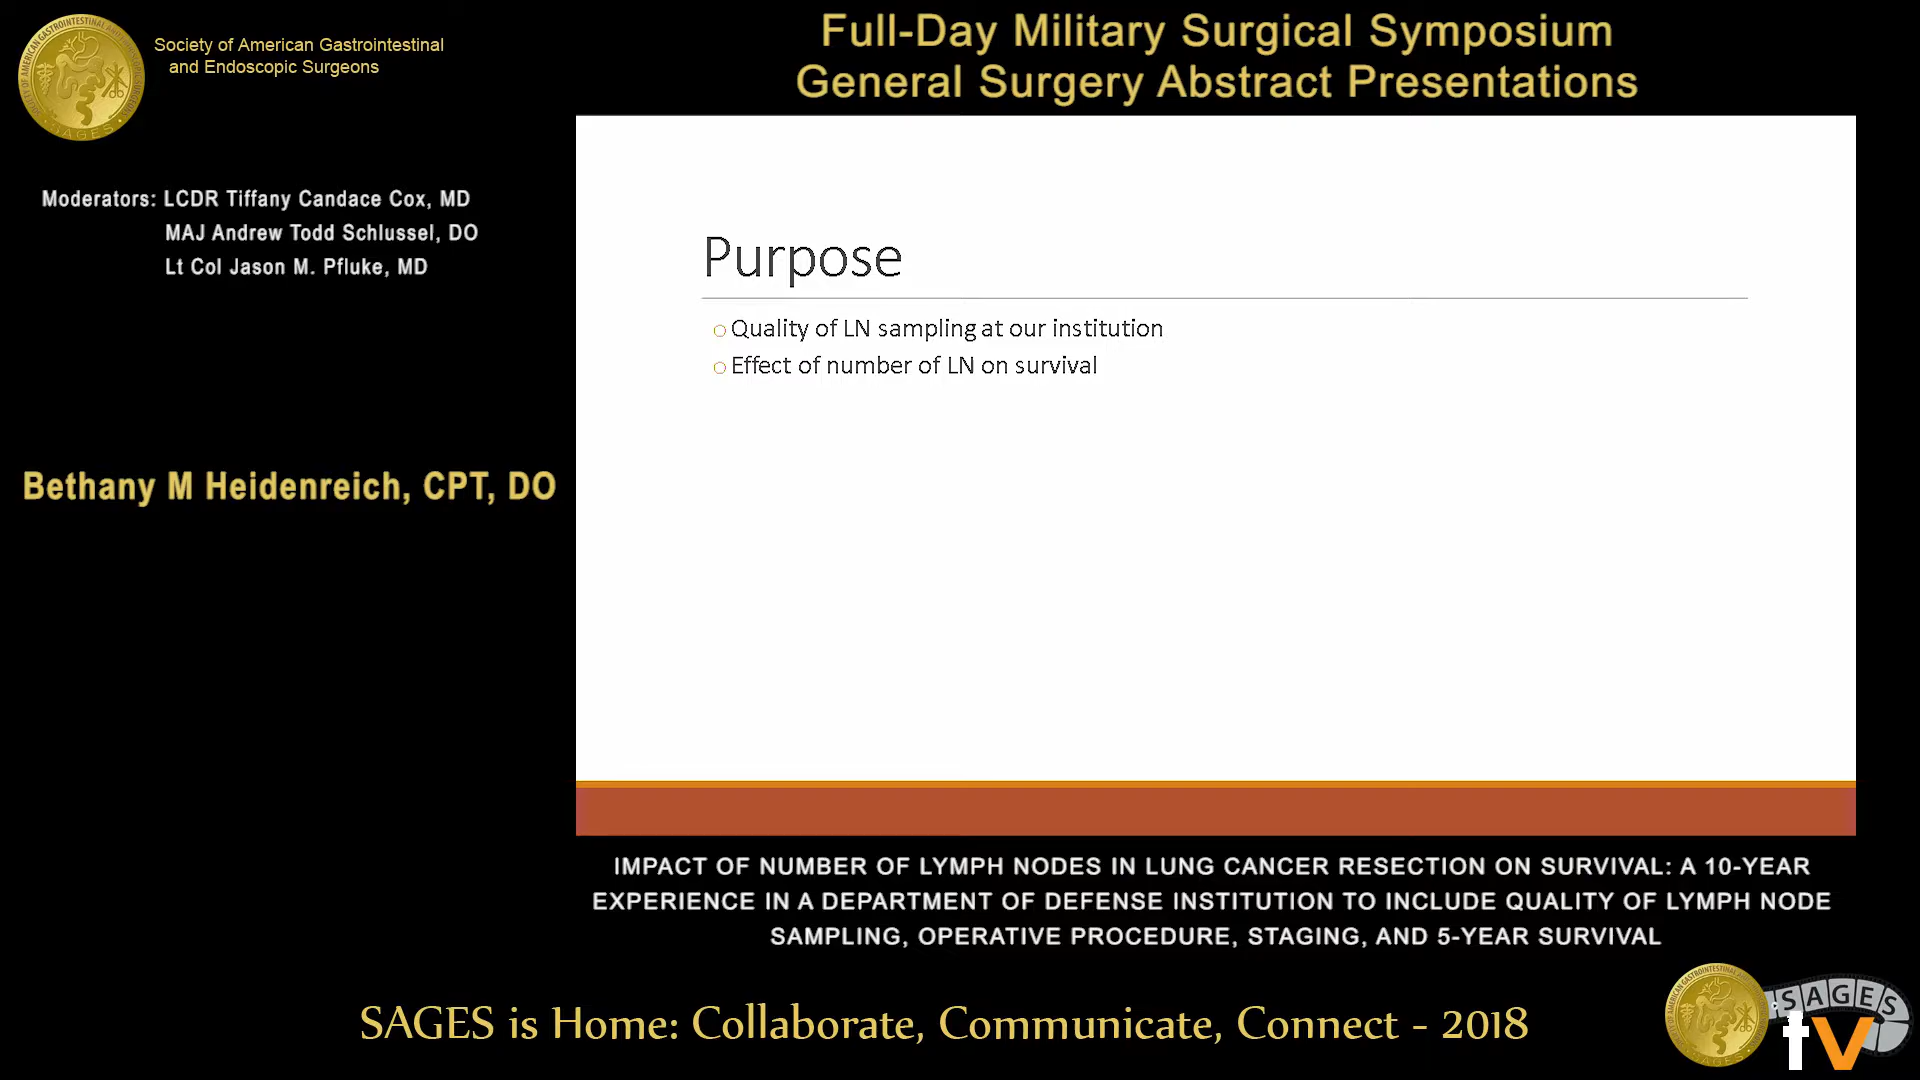 Society of American Gastrointestinal
and Endoscopic Surgeons
Full-Day Military Surgical Symposium
General Surgery Abstract Presentations
Moderators: LCDR Tiffany Candace Cox, MD
MAJ Andrew Todd Schlussel, DO
Lt Col Jason M. Pfluke, MD
Bethany M Heidenreich, CPT, DO
Purpose
Quality of LN sampling at our institution
Effect of number of LN on survival
IMPACT OF NUMBER OF LYMPH NODES IN LUNG CANCER RESECTION ON SURVIVAL: A 10-YEAR
EXPERIENCE IN A DEPARTMENT OF DEFENSE INSTITUTION TO INCLUDE QUALITY OF LYMPH NODE
SAMPLING, OPERATIVE PROCEDURE, STAGING, AND 5-YEAR SURVIVAL
SAGES is Home: Collaborate, Communicate, Connect - 2018
SAGES
tv